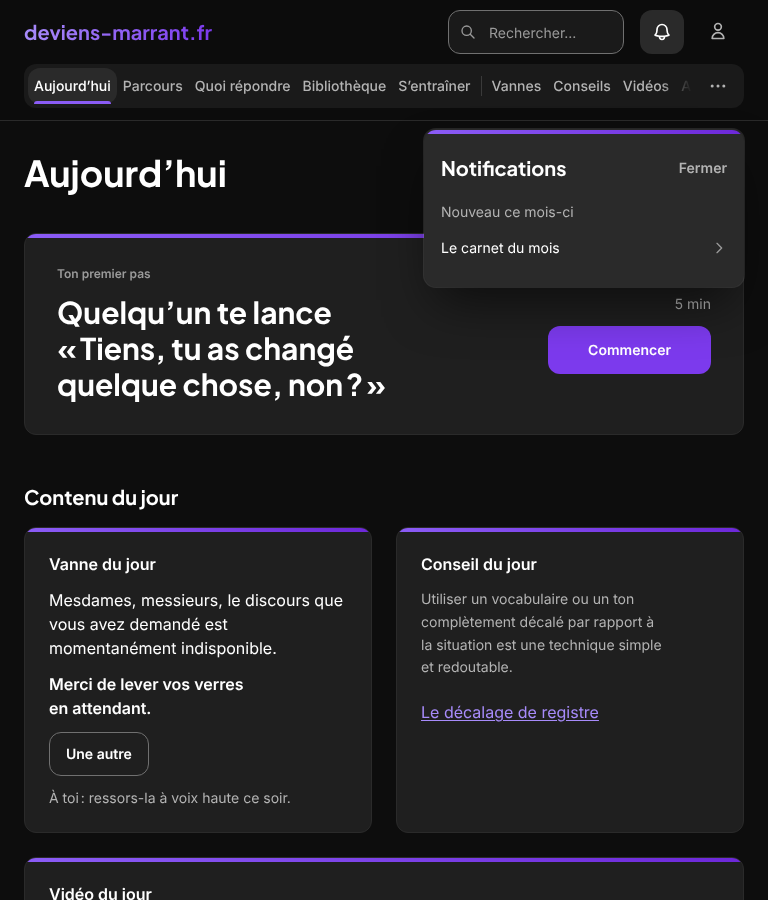 deviens-marrant.fr
Rechercher…
Aujourd’hui
Parcours
Quoi répondre
Bibliothèque
S’entraîner
Vannes
Conseils
Vidéos
Notifications
Fermer
Nouveau ce mois-ci
Le carnet du mois
Aujourd’hui
Ton premier pas
Quelqu’un te lance
« Tiens, tu as changé
quelque chose, non ? »
5 min
Commencer
Contenu du jour
Vanne du jour
Mesdames, messieurs, le discours que
vous avez demandé est
momentanément indisponible.
Merci de lever vos verres
en attendant.
Une autre
À toi : ressors-la à voix haute ce soir.
Conseil du jour
Utiliser un vocabulaire ou un ton
complètement décalé par rapport à
la situation est une technique simple
et redoutable.
Le décalage de registre
Vidéo du jour